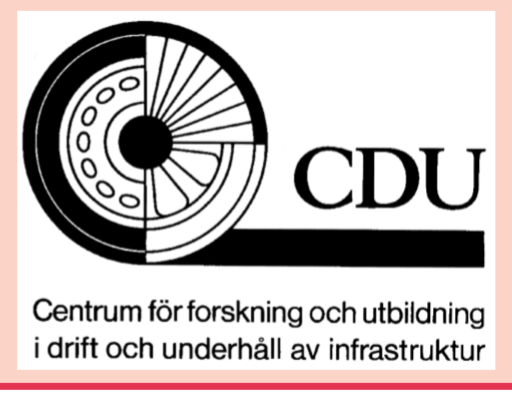 CDU
Centrum för forskning och utbildning
i drift och underhåll av infrastruktur